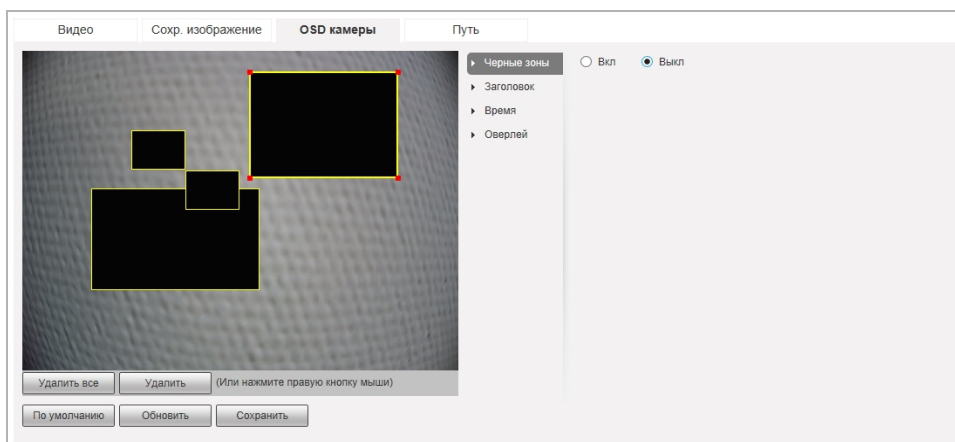 Видео Сохр. изображение OSD камеры Путь
Черные зоны Вкл Выкл
Заголовок
Время
Оверлей
Удалить все Удалить (Или нажмите правую кнопку мыши)
По умолчанию Обновить Сохранить